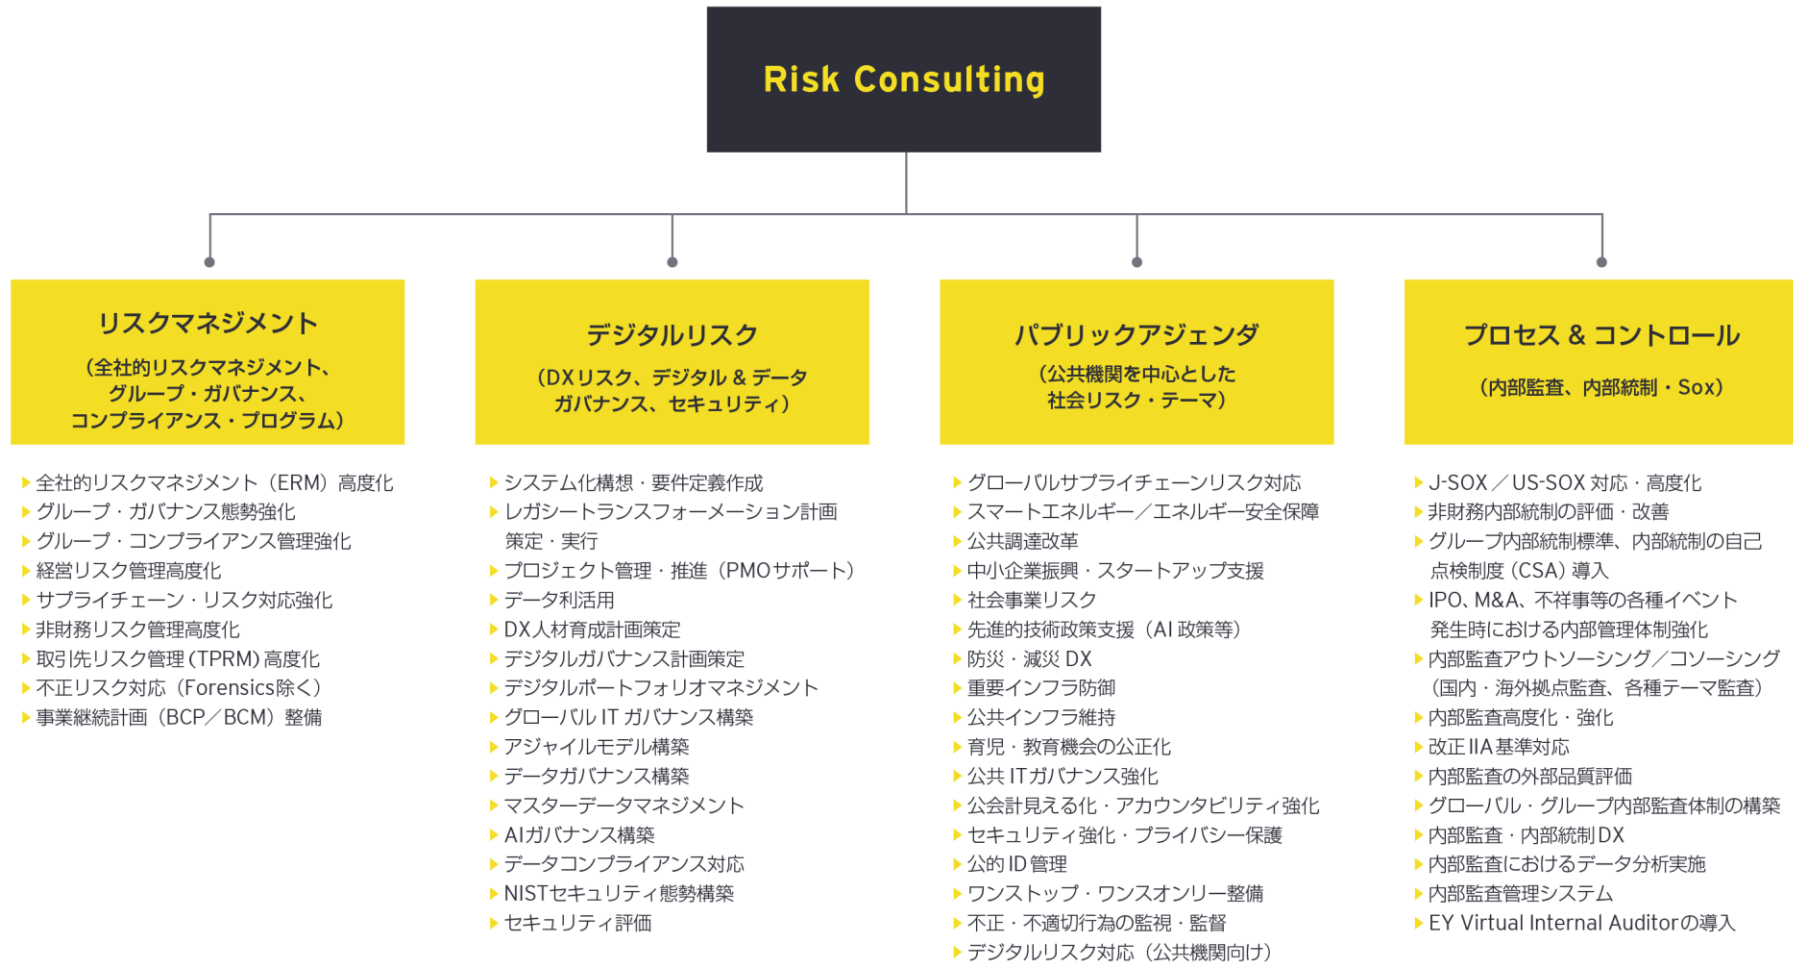 Risk Consulting
リスクマネジメント
（全社的リスクマネジメント、
グループ・ガバナンス、
コンプライアンス・プログラム）
▶ 全社的リスクマネジメント（ERM）高度化
▶ グループ・ガバナンス態勢強化
▶ グループ・コンプライアンス管理強化
▶ 経営リスク管理高度化
▶ サプライチェーン・リスク対応強化
▶ 非財務リスク管理高度化
▶ 取引先リスク管理(TPRM)高度化
▶ 不正リスク対応（Forensics除く）
▶ 事業継続計画（BCP／BCM）整備
デジタルリスク
（DXリスク、デジタル & データ
ガバナンス、セキュリティ）
▶ システム化構想・要件定義作成
▶ レガシートランスフォーメーション計画
策定・実行
▶ プロジェクト管理・推進（PMOサポート）
▶ データ利活用
▶ DX人材育成計画策定
▶ デジタルガバナンス計画策定
▶ デジタルポートフォリオマネジメント
▶ グローバル IT ガバナンス構築
▶ アジャイルモデル構築
▶ データガバナンス構築
▶ マスターデータマネジメント
▶ AIガバナンス構築
▶ データコンプライアンス対応
▶ NISTセキュリティ態勢構築
▶ セキュリティ評価
パブリックアジェンダ
（公共機関を中心とした
社会リスク・テーマ）
▶ グローバルサプライチェーンリスク対応
▶ スマートエネルギー／エネルギー安全保障
▶ 公共調達改革
▶ 中小企業振興・スタートアップ支援
▶ 社会事業リスク
▶ 先進的技術政策支援（AI 政策等）
▶ 防災・減災 DX
▶ 重要インフラ防御
▶ 公共インフラ維持
▶ 育児・教育機会の公正化
▶ 公共 ITガバナンス強化
▶ 公会計見える化・アカウンタビリティ強化
▶ セキュリティ強化・プライバシー保護
▶ 公的 ID 管理
▶ ワンストップ・ワンスオンリー整備
▶ 不正・不適切行為の監視・監督
▶ デジタルリスク対応（公共機関向け）
プロセス & コントロール
（内部監査、内部統制・Sox）
▶ J-SOX ／ US-SOX 対応・高度化
▶ 非財務内部統制の評価・改善
▶ グループ内部統制標準、内部統制の自己
点検制度（CSA）導入
▶ IPO、M&A、不祥事等の各種イベント
発生時における内部管理体制強化
▶ 内部監査アウトソーシング／コソーシング
（国内・海外拠点監査、各種テーマ監査）
▶ 内部監査高度化・強化
▶ 改正 IIA 基準対応
▶ 内部監査の外部品質評価
▶ グローバル・グループ内部監査体制の構築
▶ 内部監査・内部統制 DX
▶ 内部監査におけるデータ分析実施
▶ 内部監査管理システム
▶ EY Virtual Internal Auditorの導入